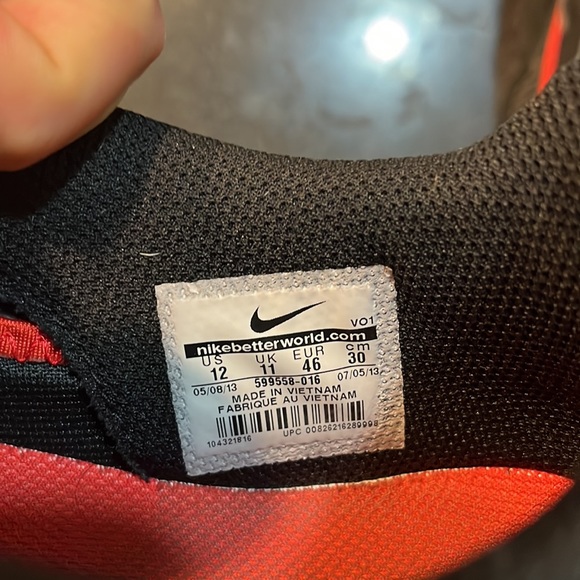 VO1
nikebetterworld.com
US UK EUR cm
12 11 46 30
05/08/13 599558-016 07/05/13
MADE IN VIETNAM
FABRIQUE AU VIETNAM
104321816 UPC 00826216289998